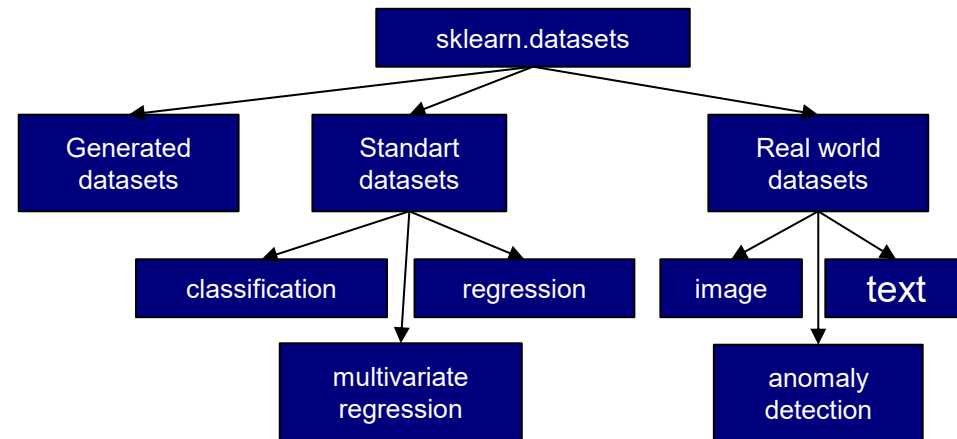 sklearn.datasets
Generated
datasets
Standart
datasets
Real world
datasets
classification
regression
image
text
multivariate
regression
anomaly
detection